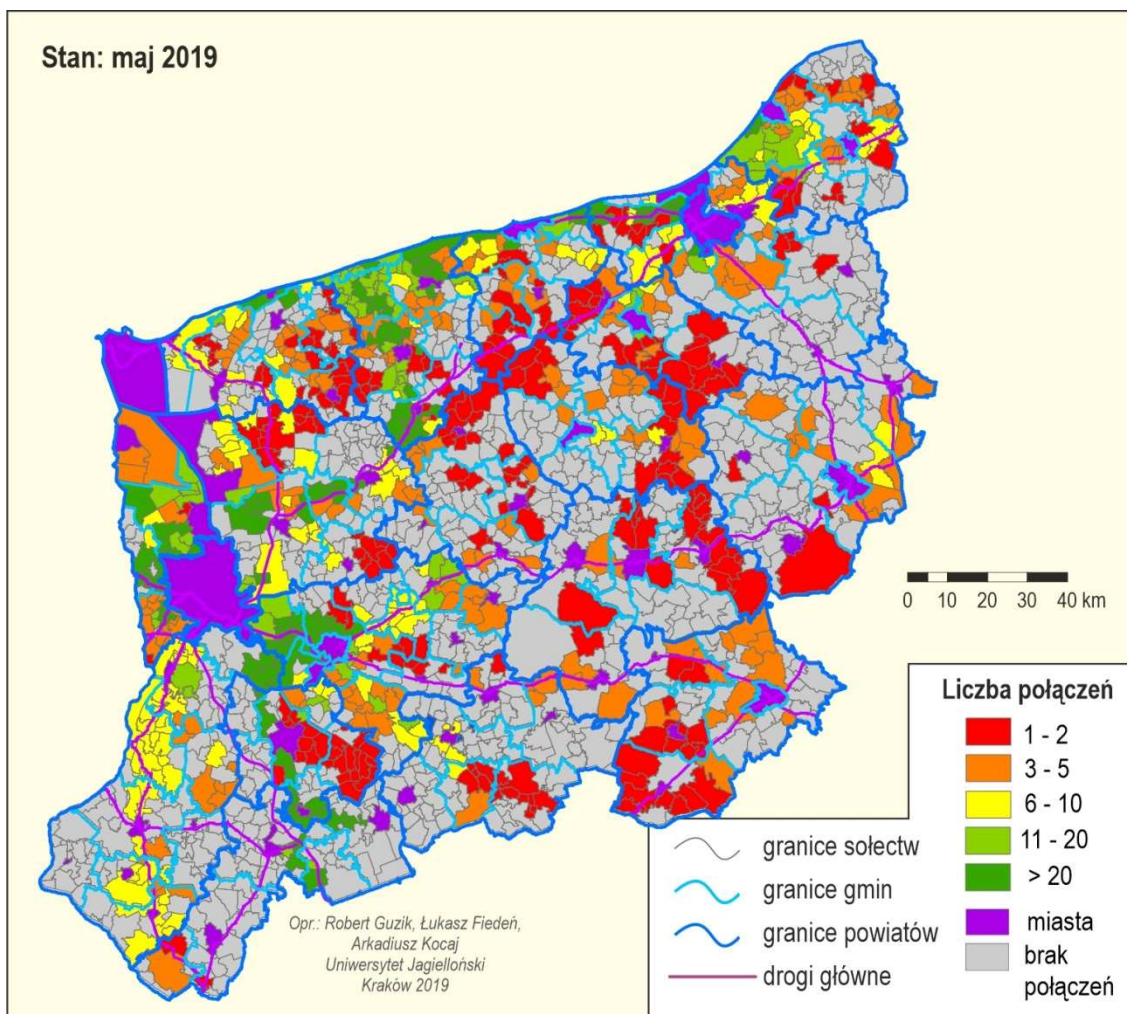 Stan: maj 2019
0 10 20 30 40 km
Liczba połączeń
1 - 2
3 - 5
6 - 10
11 - 20
> 20
miasta
brak
połączeń
granice sołectw
granice gmin
granice powiatów
drogi główne
Opr.: Robert Guzik, Łukasz Fiedeń,
Arkadiusz Kocaj
Uniwersytet Jagielloński
Kraków 2019